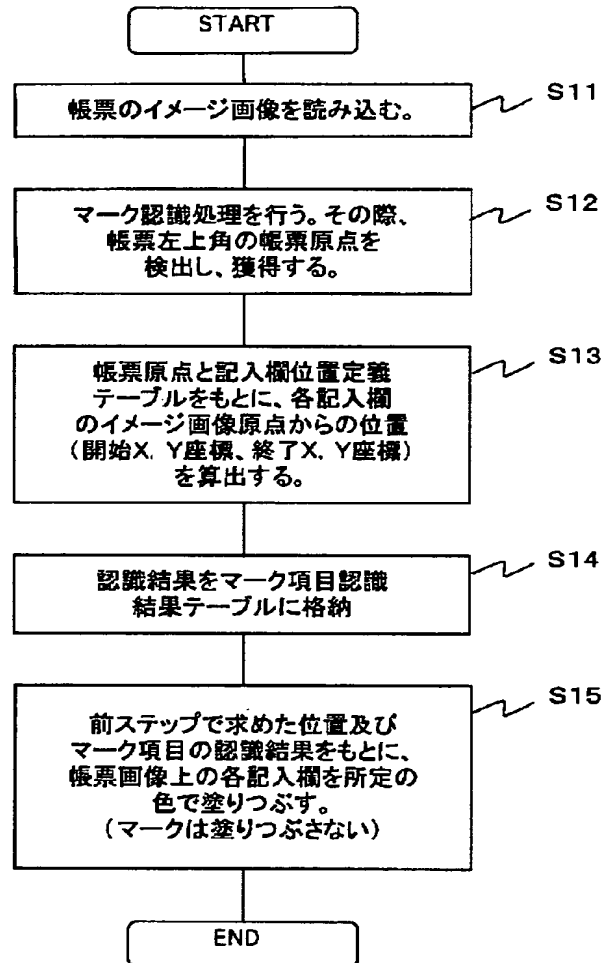 START
帳票のイメージ画像を読み込む。
S11
マーク認識処理を行う。その際、
帳票左上角の帳票原点を
検出し、獲得する。
S12
帳票原点と記入欄位置定義
テーブルをもとに、各記入欄
のイメージ画像原点からの位置
(開始X, Y座標、終了X, Y座標)
を算出する。
S13
認識結果をマーク項目認識
結果テーブルに格納
S14
前ステップで求めた位置及び
マーク項目の認識結果をもとに、
帳票画像上の各記入欄を所定の
色で塗りつぶす。
(マークは塗りつぶさない)
S15
END